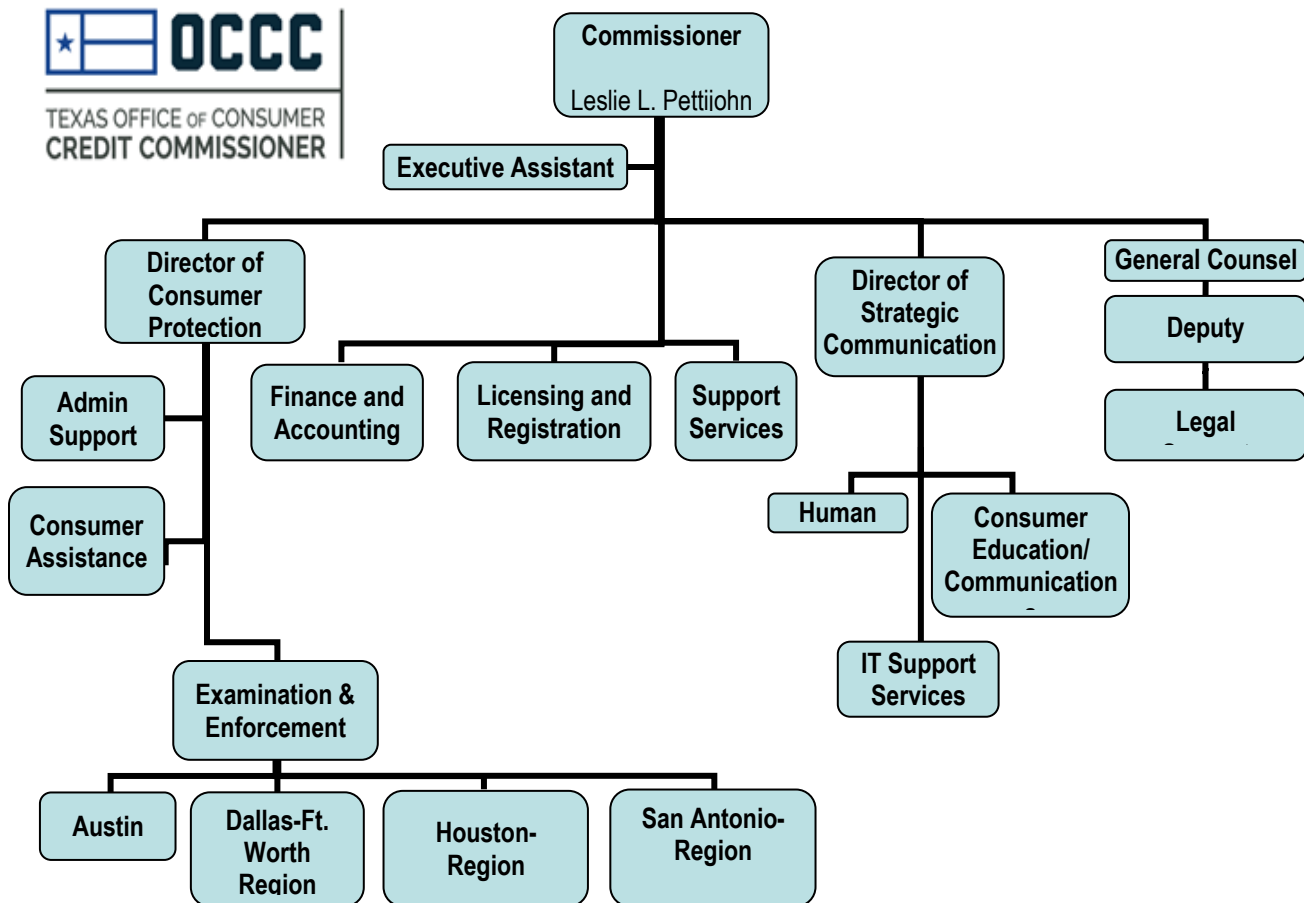 OCCC
TEXAS OFFICE OF CONSUMER
CREDIT COMMISSIONER
Commissioner
Leslie L. Pettijohn
Executive Assistant
Director of
Consumer
Protection
Director of
Strategic
Communication
General Counsel
Deputy
Legal
Admin
Support
Finance and
Accounting
Licensing and
Registration
Support
Services
Consumer
Assistance
Human
Consumer
Education/
Communication
IT Support
Services
Examination &
Enforcement
Austin
Dallas-Ft.
Worth
Region
Houston-
Region
San Antonio-
Region